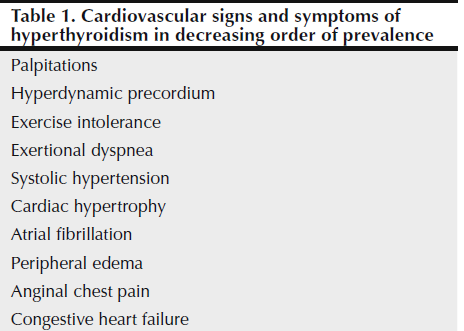 Table 1. Cardiovascular signs and symptoms of
hyperthyroidism in decreasing order of prevalence
Palpitations
Hyperdynamic precordium
Exercise intolerance
Exertional dyspnea
Systolic hypertension
Cardiac hypertrophy
Atrial fibrillation
Peripheral edema
Anginal chest pain
Congestive heart failure